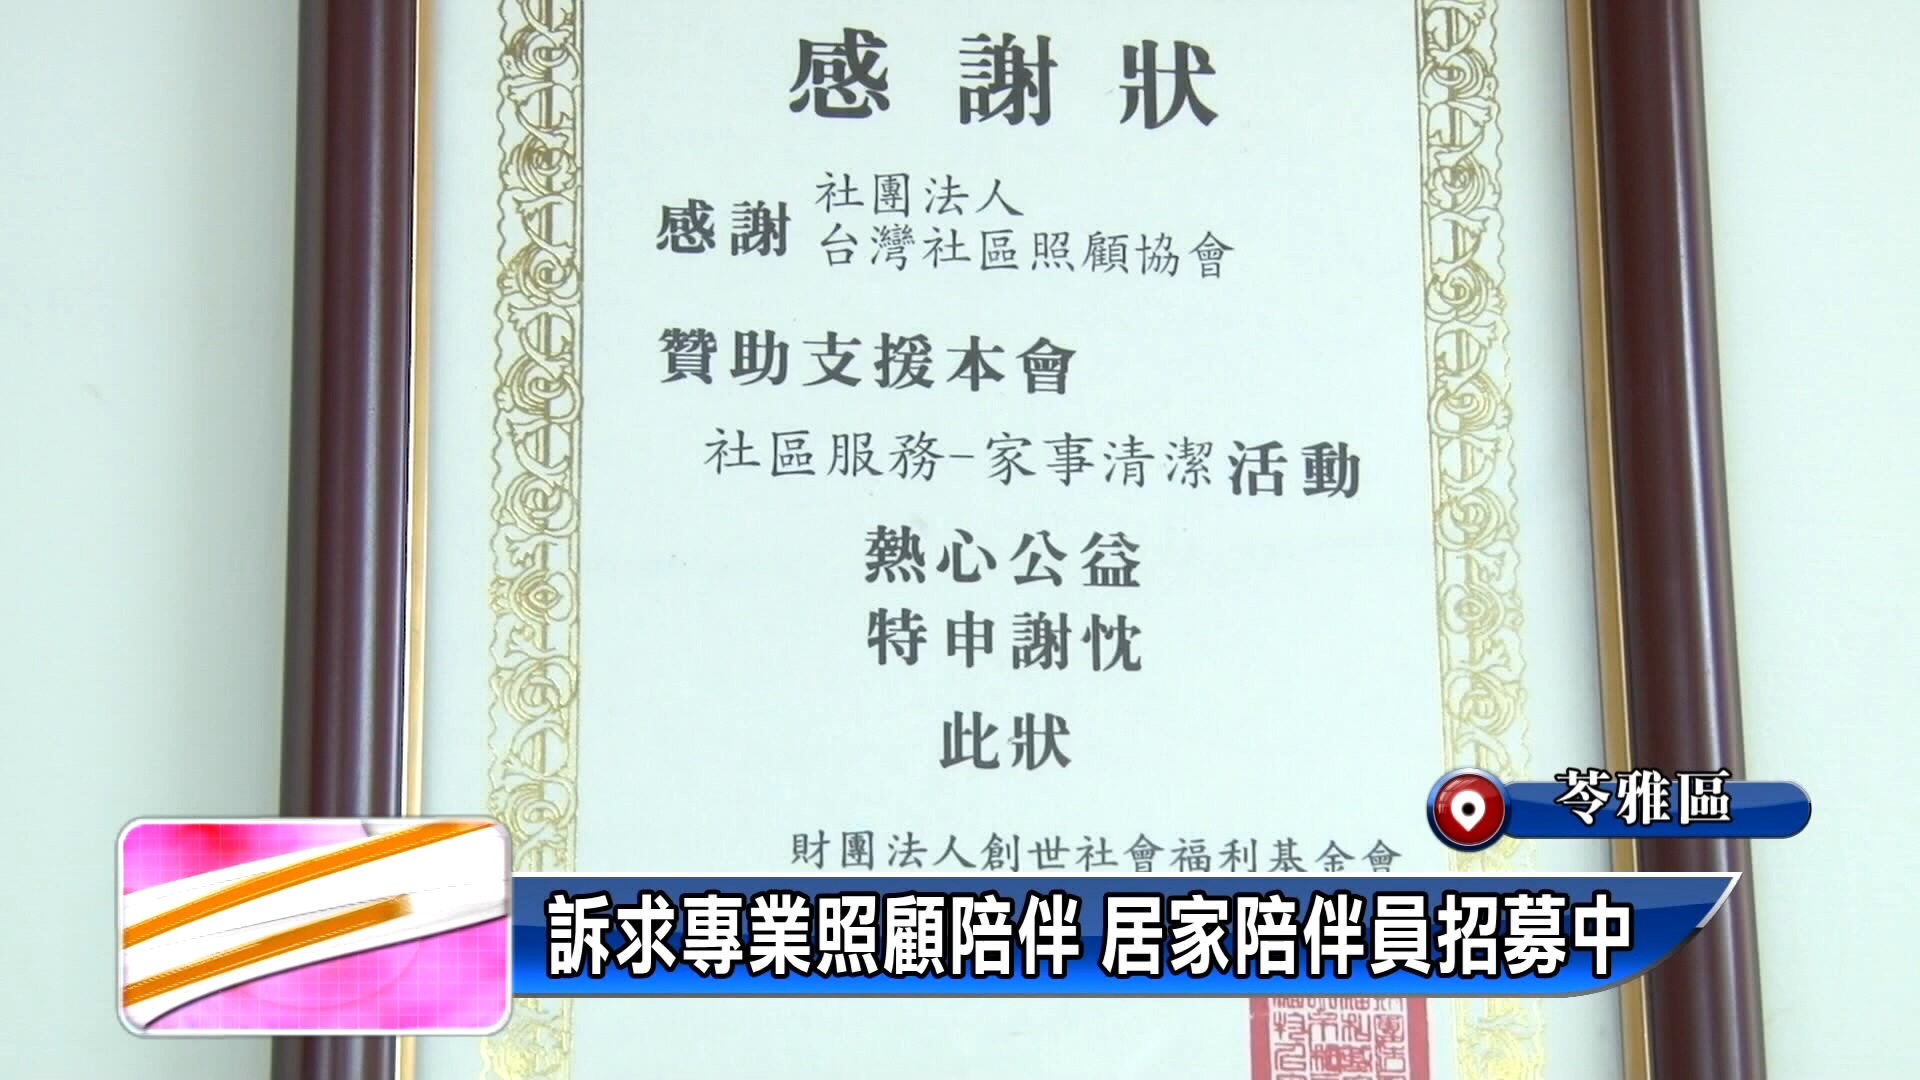 感謝狀
感謝 社團法人
台灣社區照顧協會
贊助支援本會
社區服務-家事清潔活動
熱心公益
特申謝忱
此狀
苓雅區
財團法人創世社會福利基金會
訴求專業照顧陪伴 居家陪伴員招募中